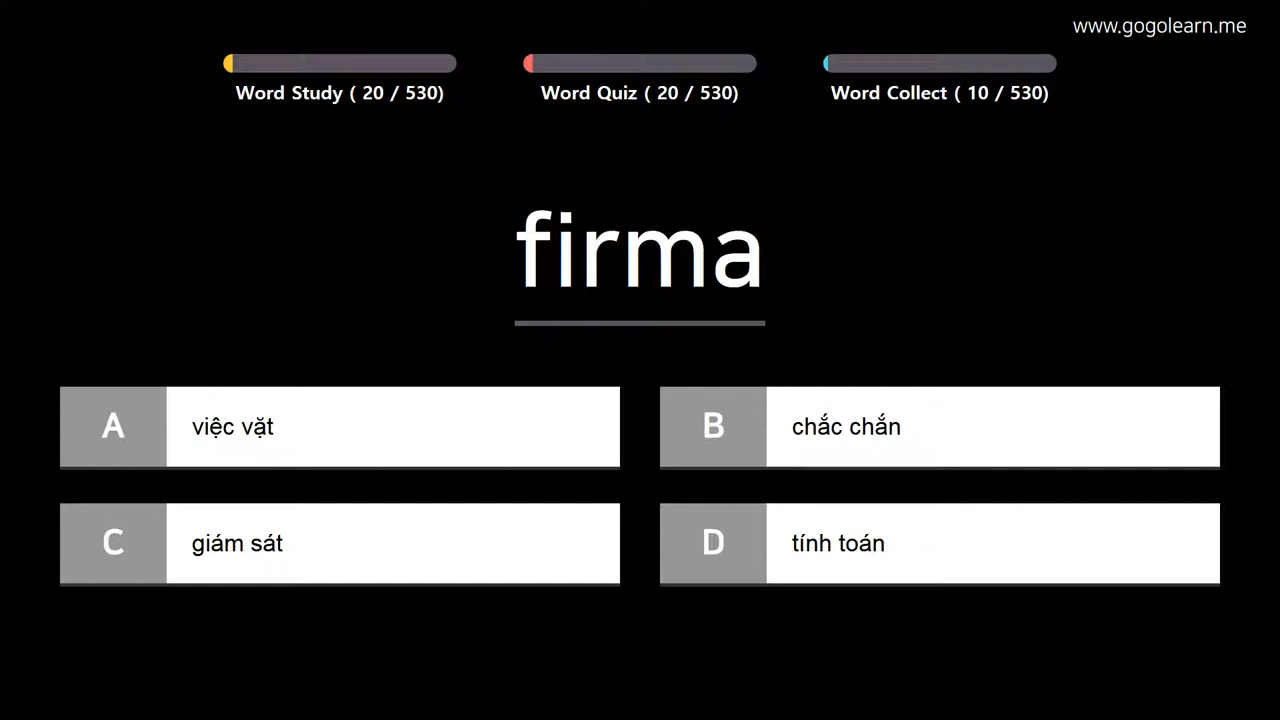 www.gogolearn.me
Word Study ( 20 / 530)
Word Quiz ( 20 / 530)
Word Collect ( 10 / 530)
firma
A việc vặt
B chắc chắn
C giám sát
D tính toán